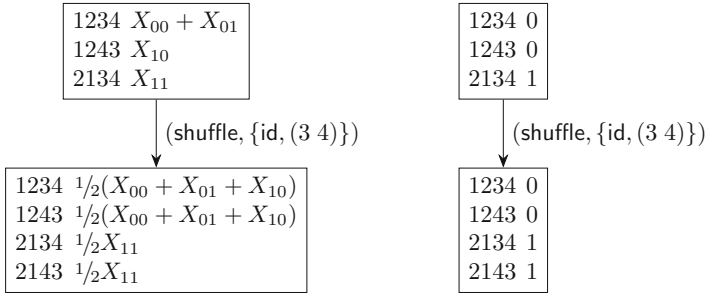 1234 X₀₀ + X₀₁
1243 X₁₀
2134 X₁₁
(shuffle, {id, (3 4)})
1234 1/2(X₀₀ + X₀₁ + X₁₀)
1243 1/2(X₀₀ + X₀₁ + X₁₀)
2134 1/2X₁₁
2143 1/2X₁₁
1234 0
1243 0
2134 1
(shuffle, {id, (3 4)})
1234 0
1243 0
2134 1
2143 1